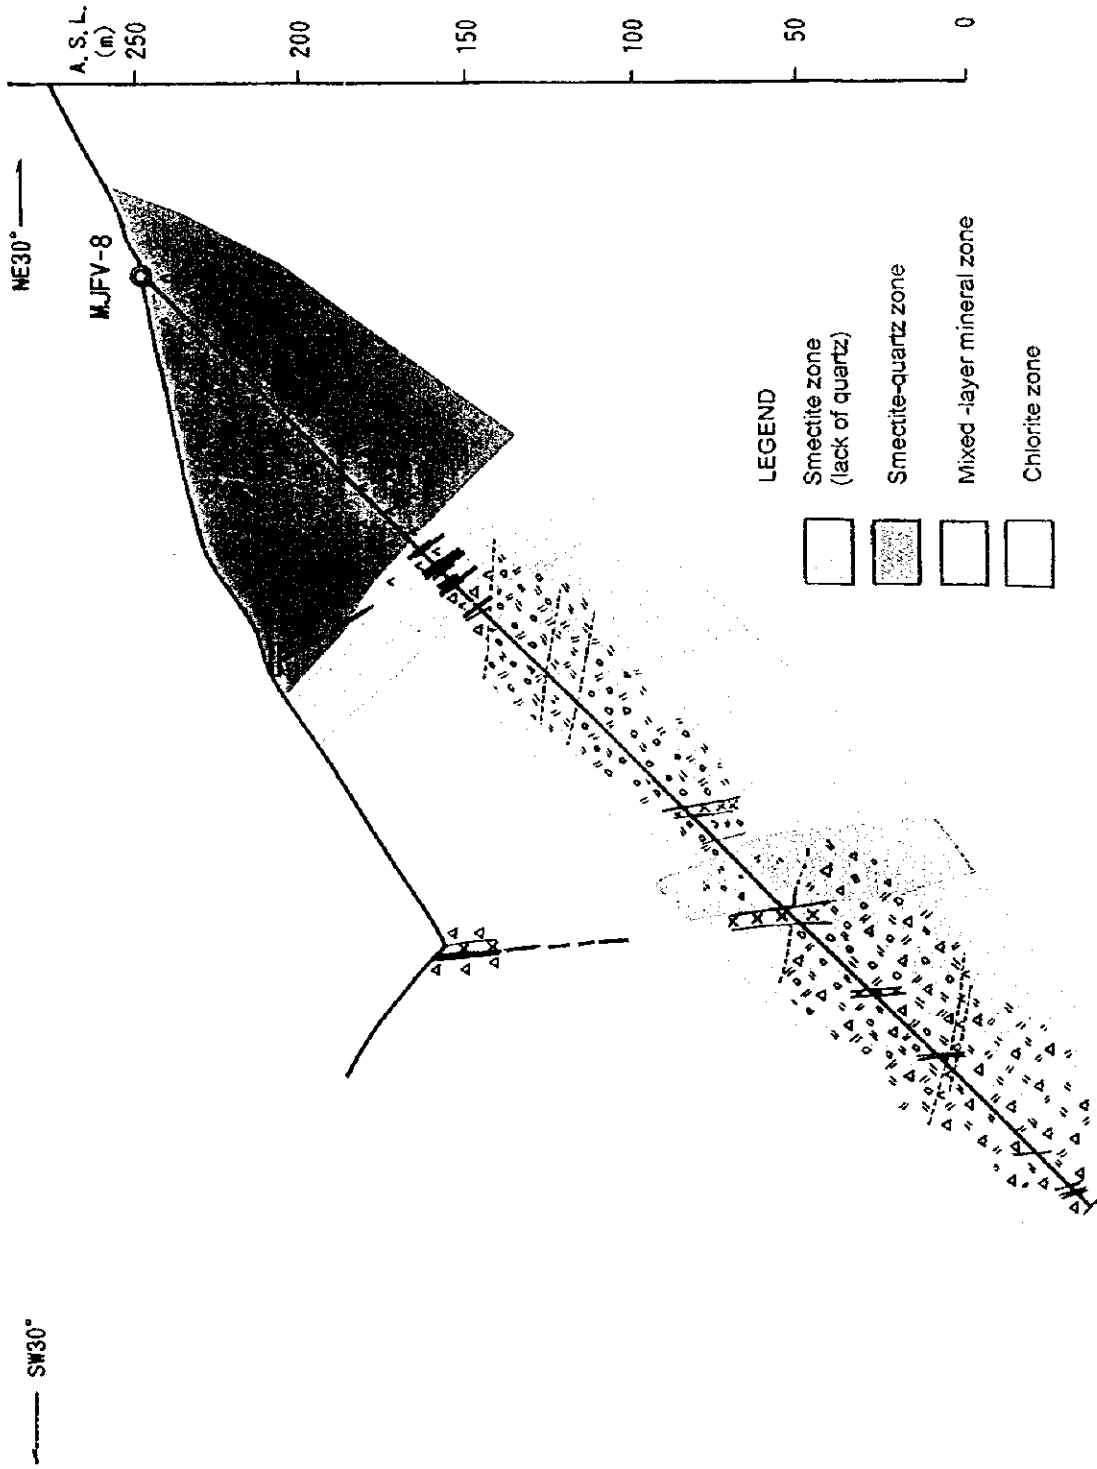 SW30°
NE30°
A. S. L.
(m)
250
200
150
100
50
0
MJFV-8
LEGEND
Smectite zone
(lack of quartz)
Smectite-quartz zone
Mixed -layer mineral zone
Chlorite zone